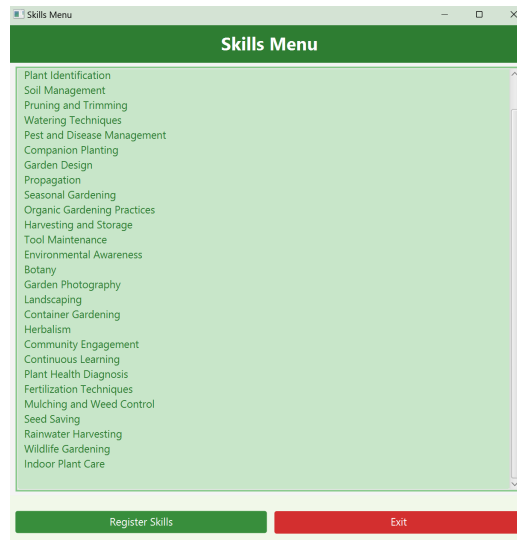 Skills Menu
Skills Menu
Plant Identification
Soil Management
Pruning and Trimming
Watering Techniques
Pest and Disease Management
Companion Planting
Garden Design
Propagation
Seasonal Gardening
Organic Gardening Practices
Harvesting and Storage
Tool Maintenance
Environmental Awareness
Botany
Garden Photography
Landscaping
Container Gardening
Herbalism
Community Engagement
Continuous Learning
Plant Health Diagnosis
Fertilization Techniques
Mulching and Weed Control
Seed Saving
Rainwater Harvesting
Wildlife Gardening
Indoor Plant Care
Register Skills Exit